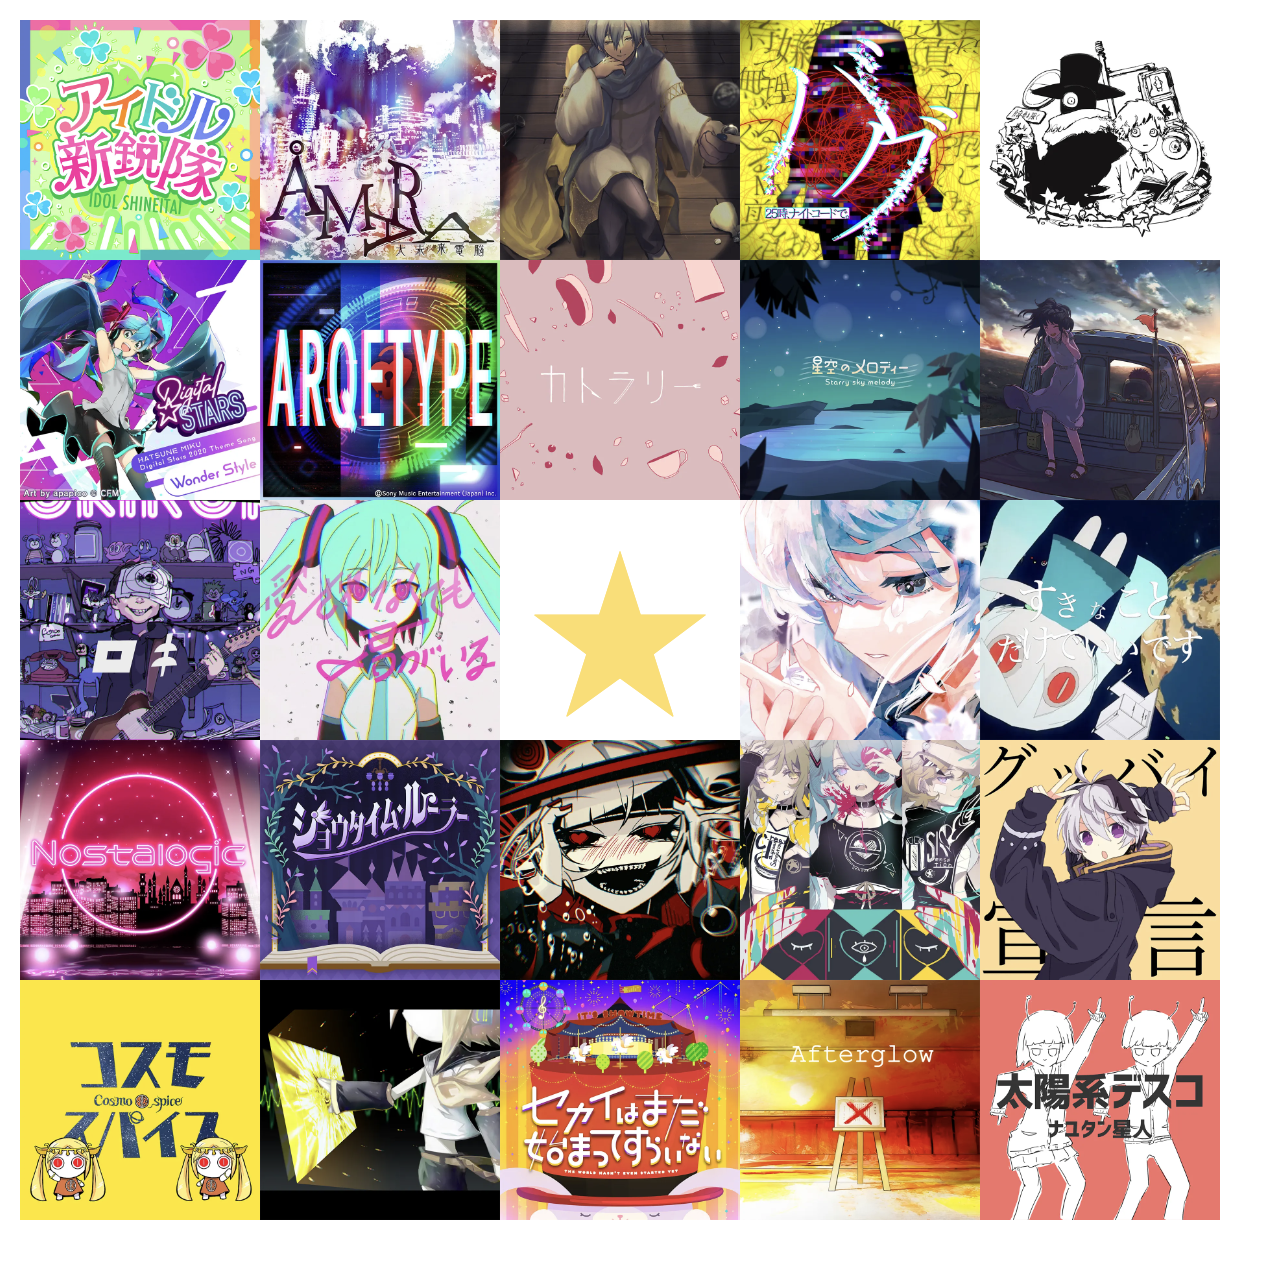 アイドル
新鋭隊
IDOL SHINEITAI
AMARA
大未来電脳
バグ
25時、ナイトコードで。
Digital
STARS
HATSUNE MIKU
Digital Stars 2020 Theme Song
Wonder Style
Art by apapico © CFM
ARQETYPE
©Sony Music Entertainment (Japan) Inc.
カトラリー
星空のメロディー
Starry sky melody
ロキ
愛されなくても
君がいる
すきなこと
だけでいいです
Nostalogic
ショウタイム・ルーラー
グッバイ
宣言
コスモ
Cosmo spice
スパイス
IT'S SHOWTIME
セカイはまだ
始まってすらいない
THE WORLD HASN'T EVEN STARTED YET
Afterglow
太陽系デスコ
ナユタン星人